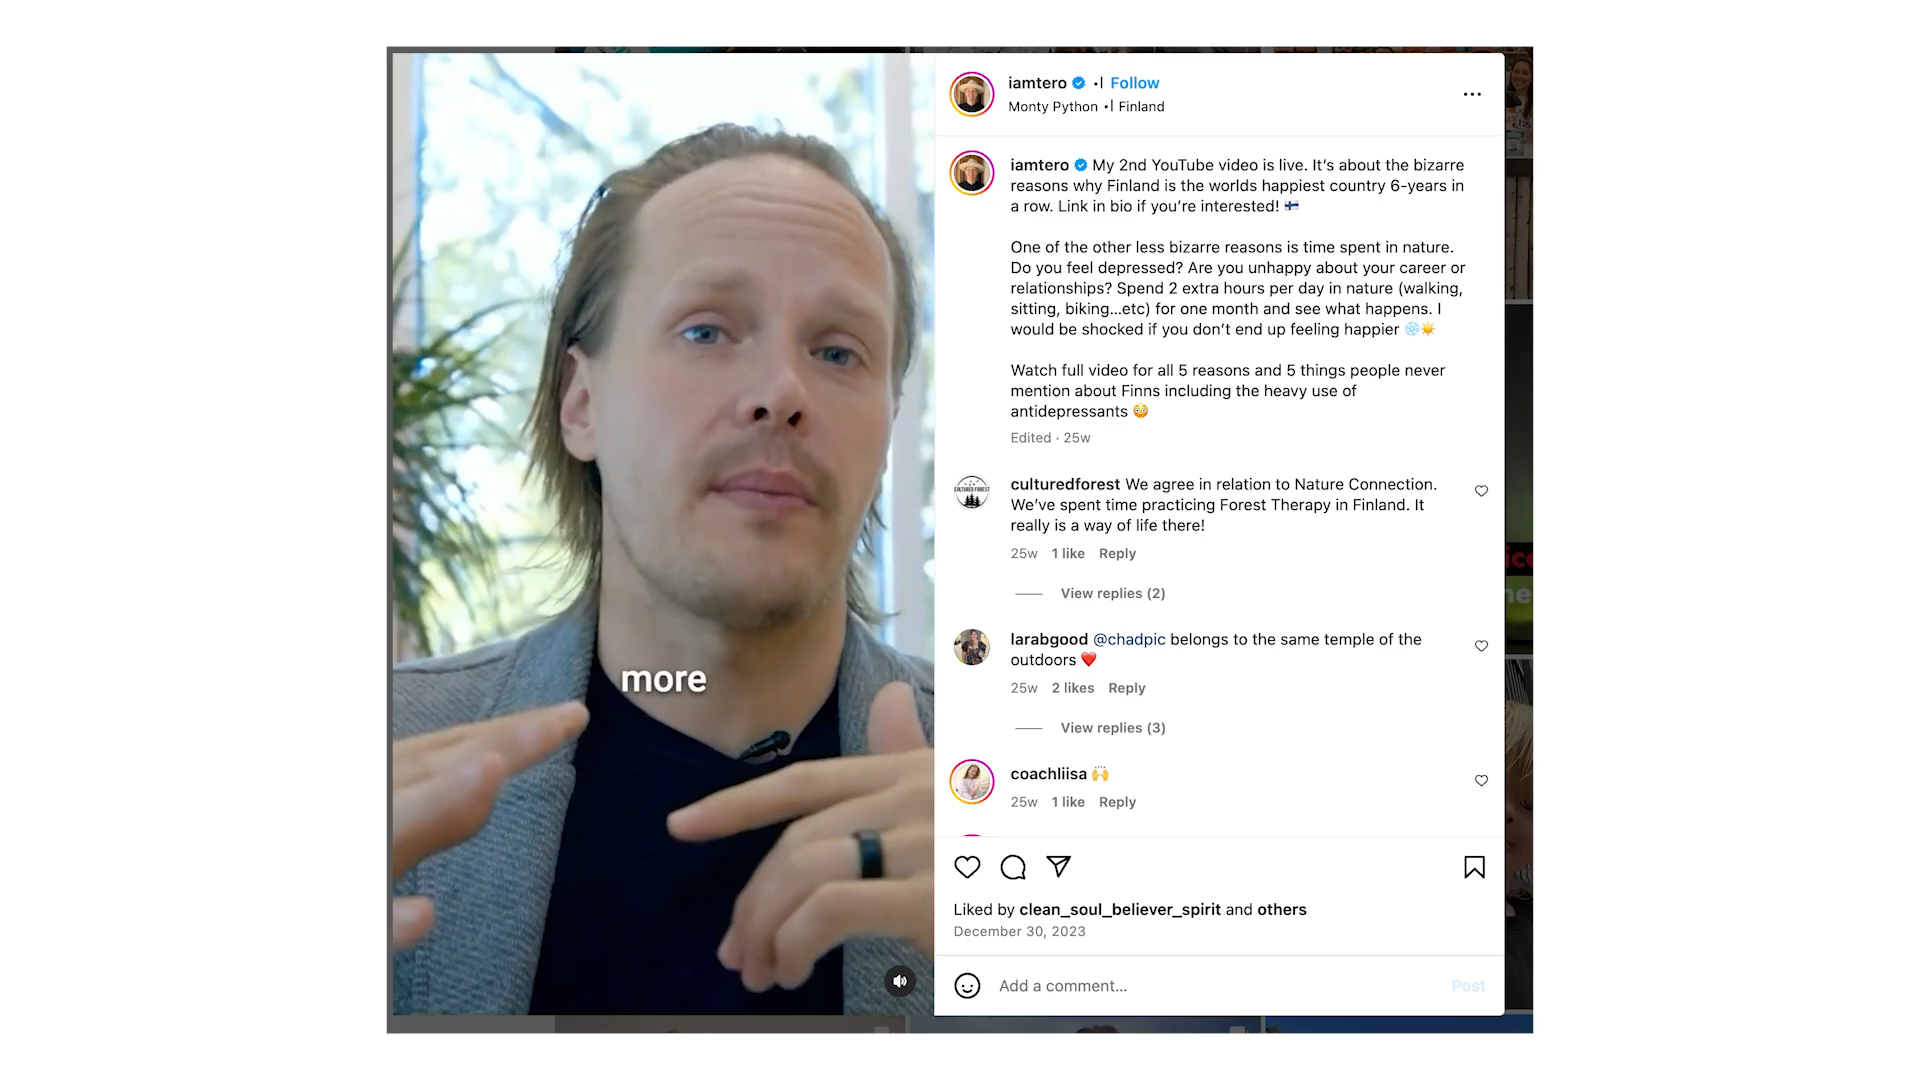 more
iamtero • Follow
Monty Python • Finland
iamtero My 2nd YouTube video is live. It's about the bizarre
reasons why Finland is the worlds happiest country 6-years in
a row. Link in bio if you're interested! 🇫🇮
One of the other less bizarre reasons is time spent in nature.
Do you feel depressed? Are you unhappy about your career or
relationships? Spend 2 extra hours per day in nature (walking,
sitting, biking...etc) for one month and see what happens. I
would be shocked if you don't end up feeling happier ❄️☀️
Watch full video for all 5 reasons and 5 things people never
mention about Finns including the heavy use of
antidepressants 😳
Edited · 25w
CULTURED FOREST
culturedforest We agree in relation to Nature Connection.
We've spent time practicing Forest Therapy in Finland. It
really is a way of life there!
25w 1 like Reply
View replies (2)
larabgood @chadpic belongs to the same temple of the
outdoors ❤️
25w 2 likes Reply
View replies (3)
coachliisa 🙌
25w 1 like Reply
Liked by clean_soul_believer_spirit and others
December 30, 2023
Add a comment...
Post